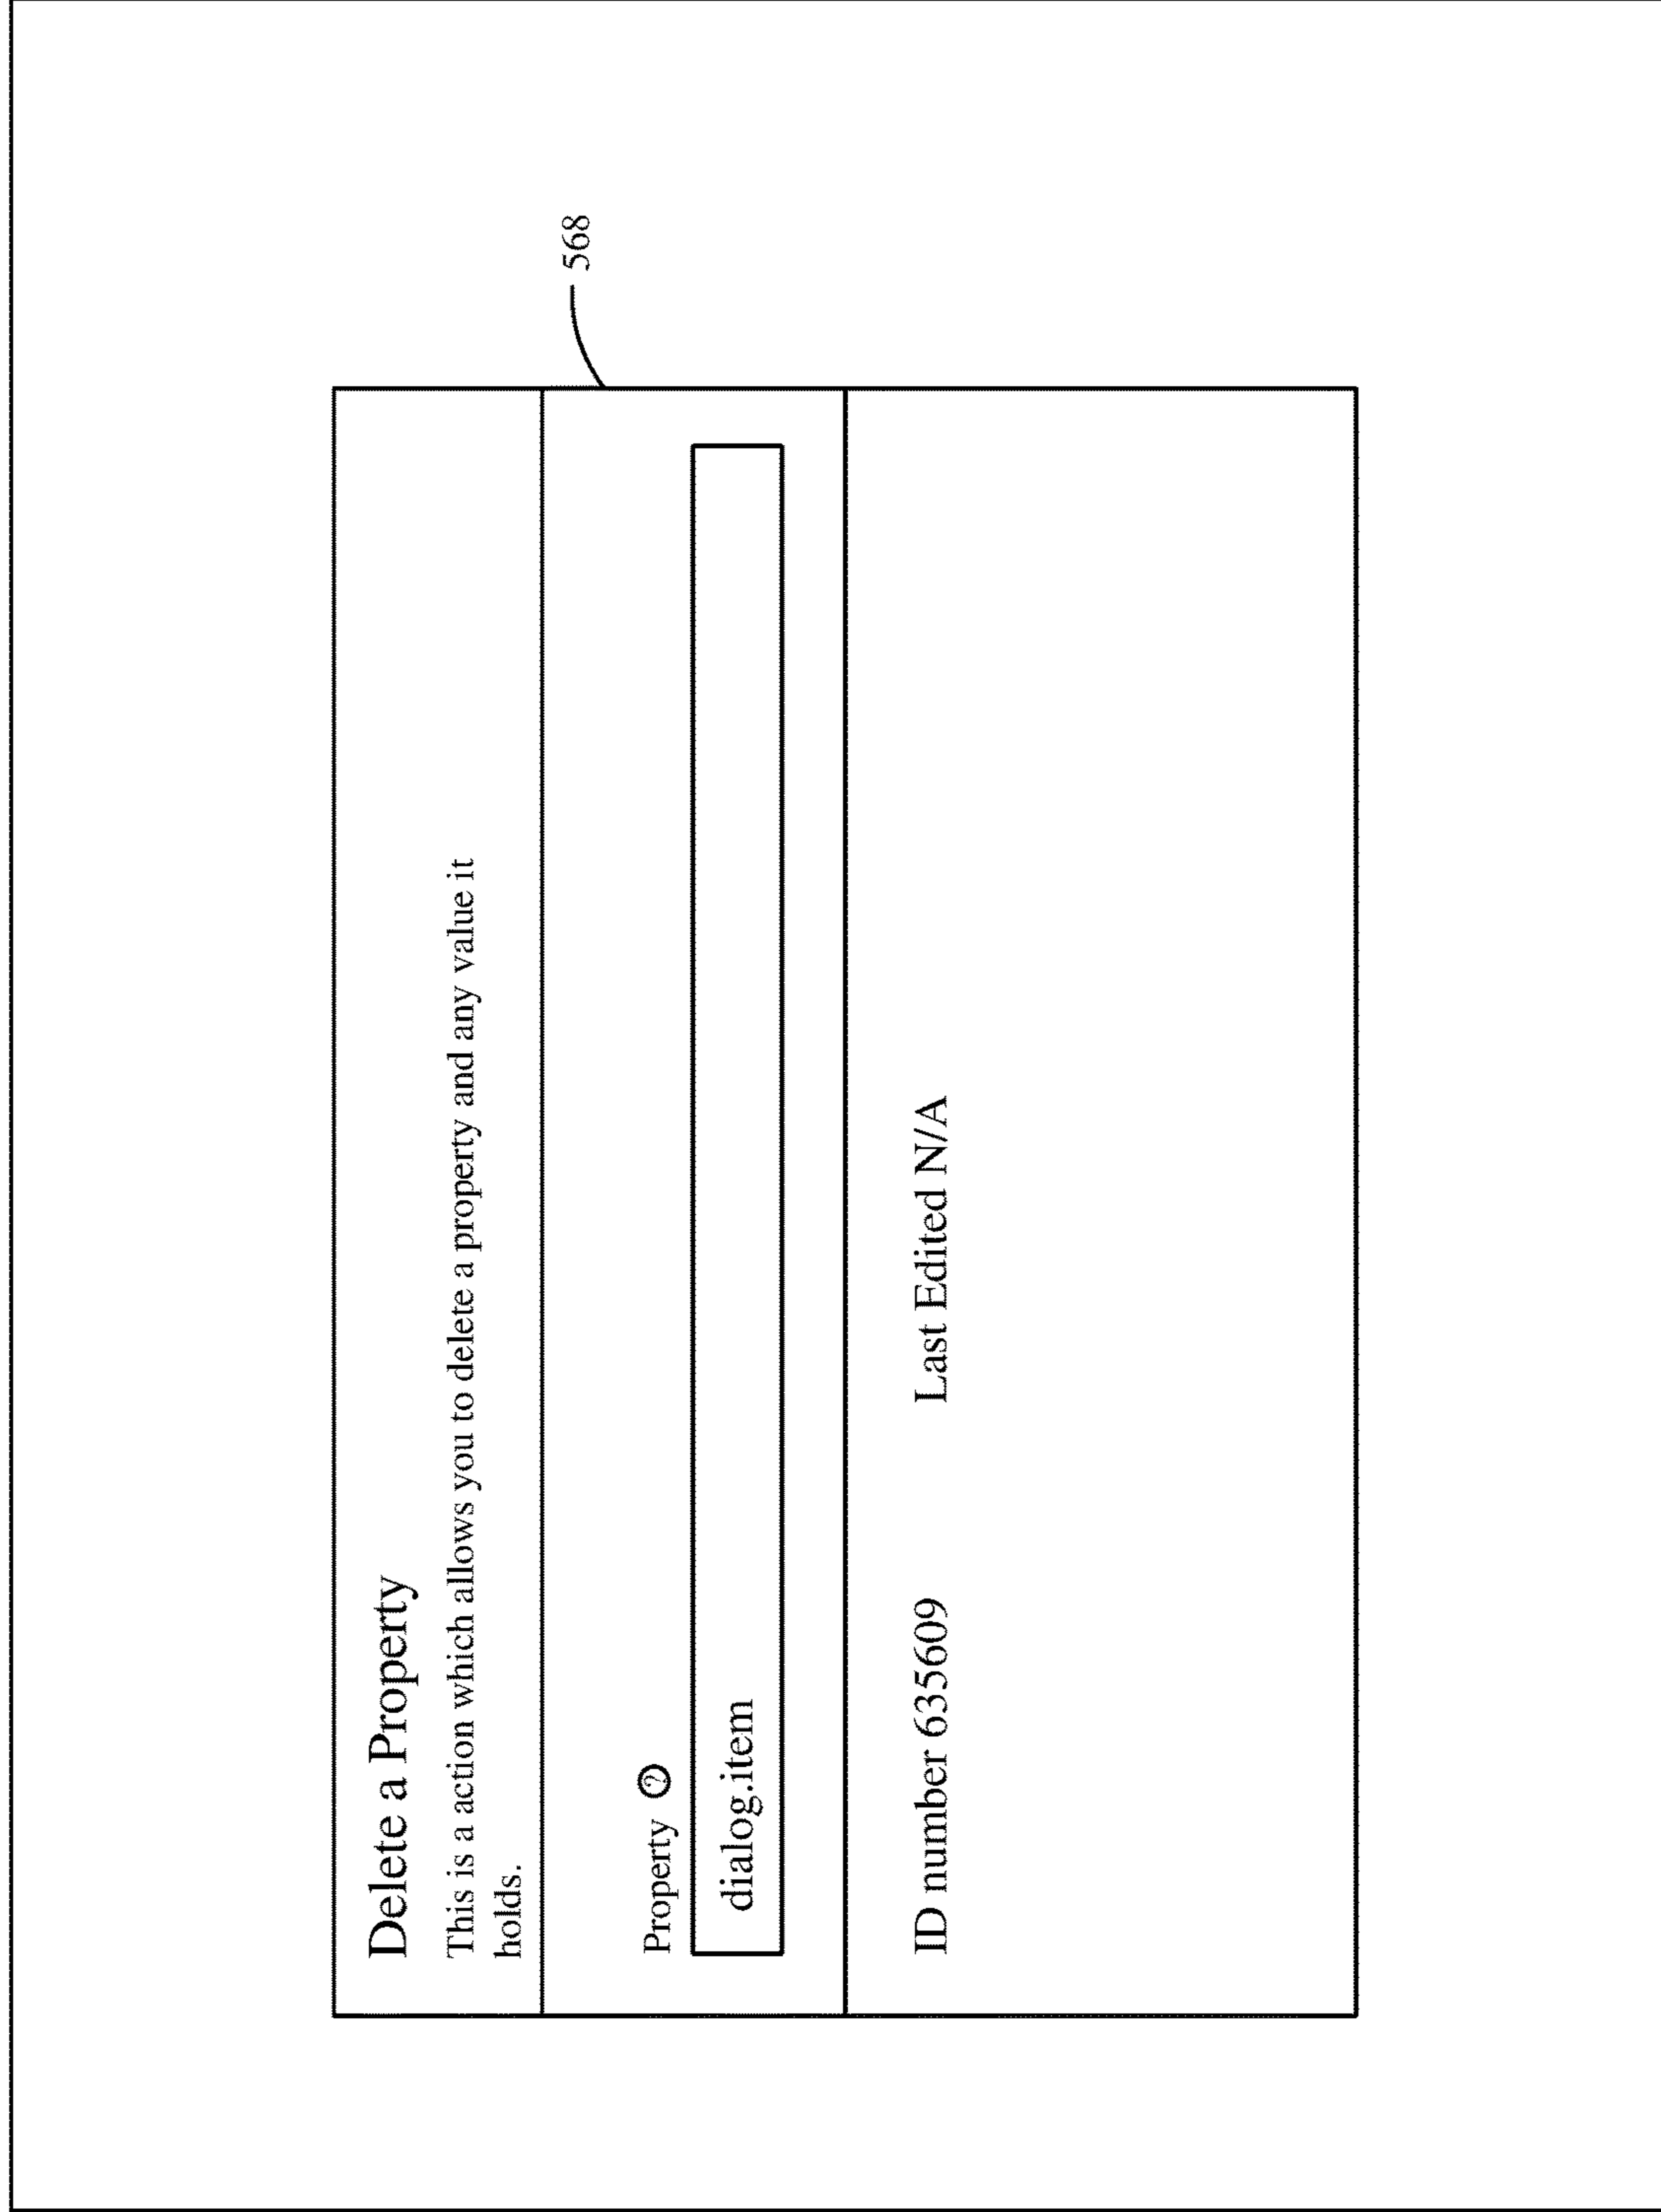 Delete a Property
This is a action which allows you to delete a property and any value it
holds.
568
Property ?
dialog.item
ID number 635609 Last Edited N/A